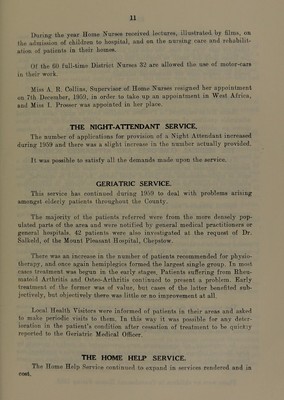 11
During the year Home Nurses received lectures, illustrated by films, on
the admission of children to hospital, and on the nursing care and rehabilit-
ation of patients in their homes.
Of the 60 full-time District Nurses 32 are allowed the use of motor-cars
in their work.
Miss A. R. Collins, Supervisor of Home Nurses resigned her appointment
on 7th December, 1959, in order to take up an appointment in West Africa,
and Miss I. Prosser was appointed in her place.
THE NIGHT-ATTENDANT SERVICE.
The number of applications for provision of a Night Attendant increased
during 1959 and there was a slight increase in the number actually provided.
It was possible to satisfy all the demands made upon the service.
GERIATRIC SERVICE.
This service has continued during 1959 to deal with problems arising
amongst elderly patients throughout the County.
The majority of the patients referred were from the more densely pop-
ulated parts of the area and were notified by general medical practitioners or
general hospitals. 42 patients were also investigated at the request of Dr.
Salkeld, of the Mount Pleasant Hospital, Chepstow.
There was an increase in the number of patients recommended for physio-
therapy, and once again hemiplegics formed the largest single group. In most
cases treatment was begun in the early stages. Patients suffering from Rheu-
matoid Arthritis and Osteo-Arthritis continued to present a problem. Early
treatment of the former was of value, but cases of the latter benefited sub-
jectively, but objectively there was little or no improvement at all.
Local Health Visitors were informed of patients in their areas and asked
to make periodic visits to them. In this way it was possible for any deter-
ioration in the patient's condition after cessation of treatment to be quickly
reported to the Geriatric Medical Officer.
THE HOME HELP SERVICE.
The Home Help Service continued to expand in services rendered and in
cost.